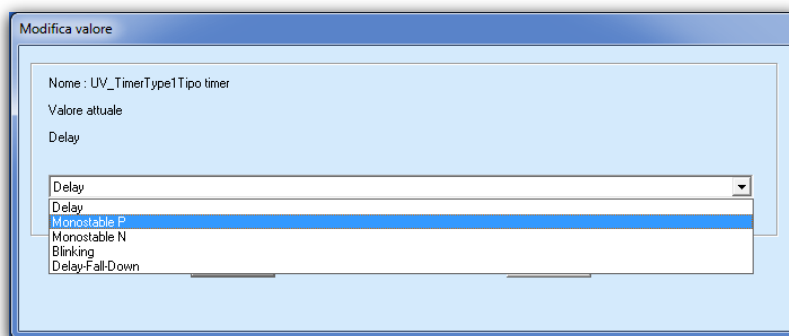 Modifica valore
Nome : UV_TimerType1Tipo timer
Valore attuale
Delay
Delay
Delay
Monostable P
Monostable N
Blinking
Delay-Fall-Down